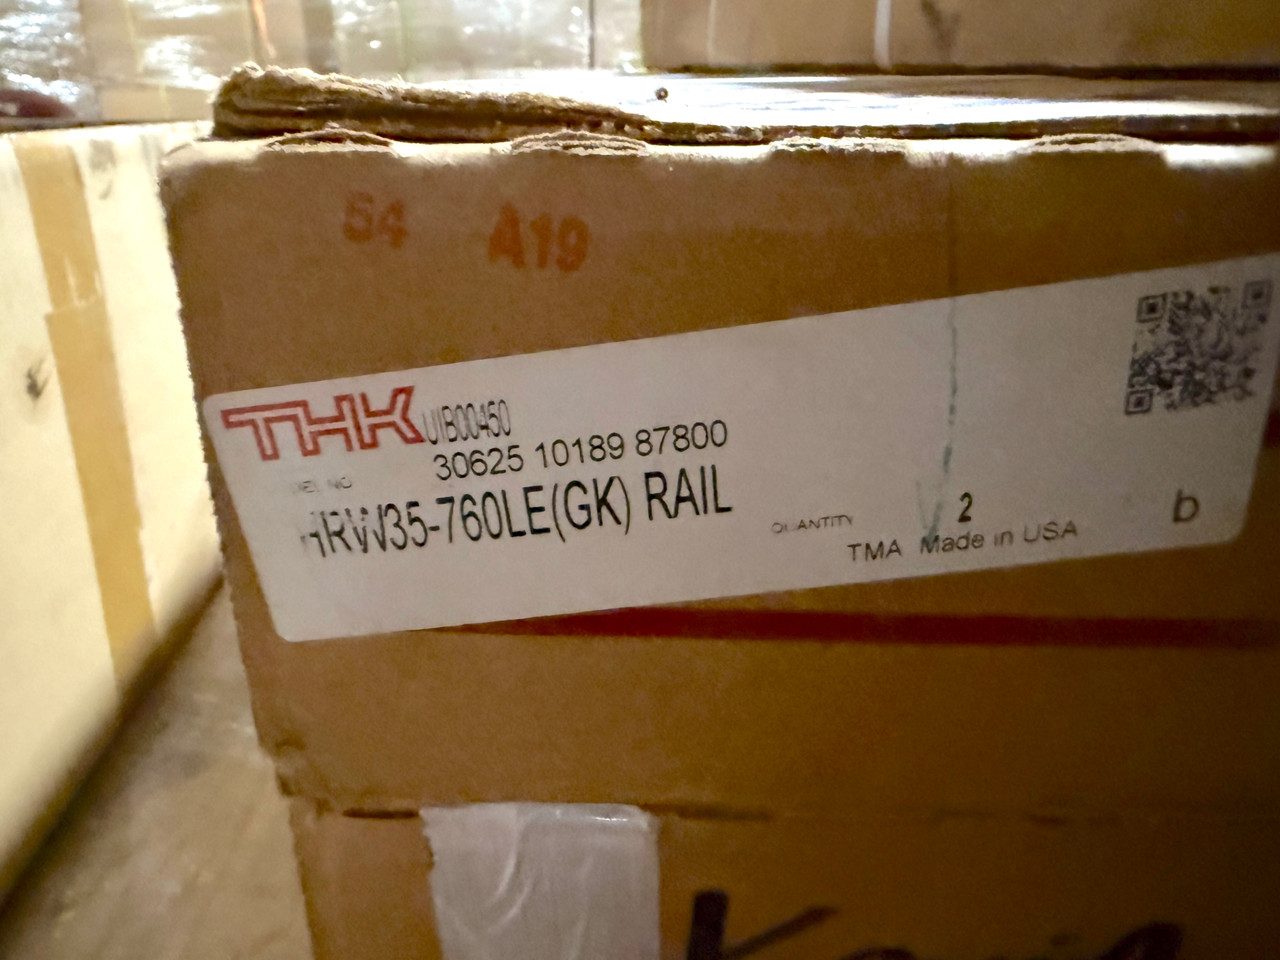 54 A19
THK UIB00450
30625 10189 87800
HRW35-760LE(GK) RAIL
QUANTITY 2
TMA Made in USA
b